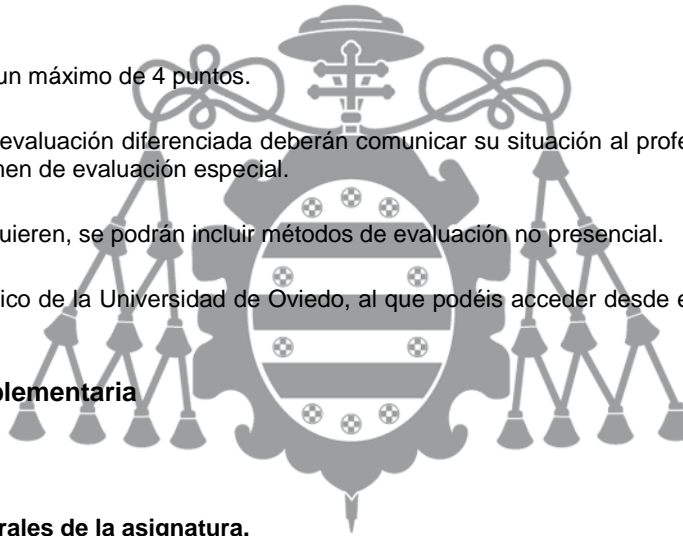 un máximo de 4 puntos.
evaluación diferenciada deberán comunicar su situación al profe
men de evaluación especial.
uieren, se podrán incluir métodos de evaluación no presencial.
ico de la Universidad de Oviedo, al que podéis acceder desde e
plementaria
rales de la asignatura.